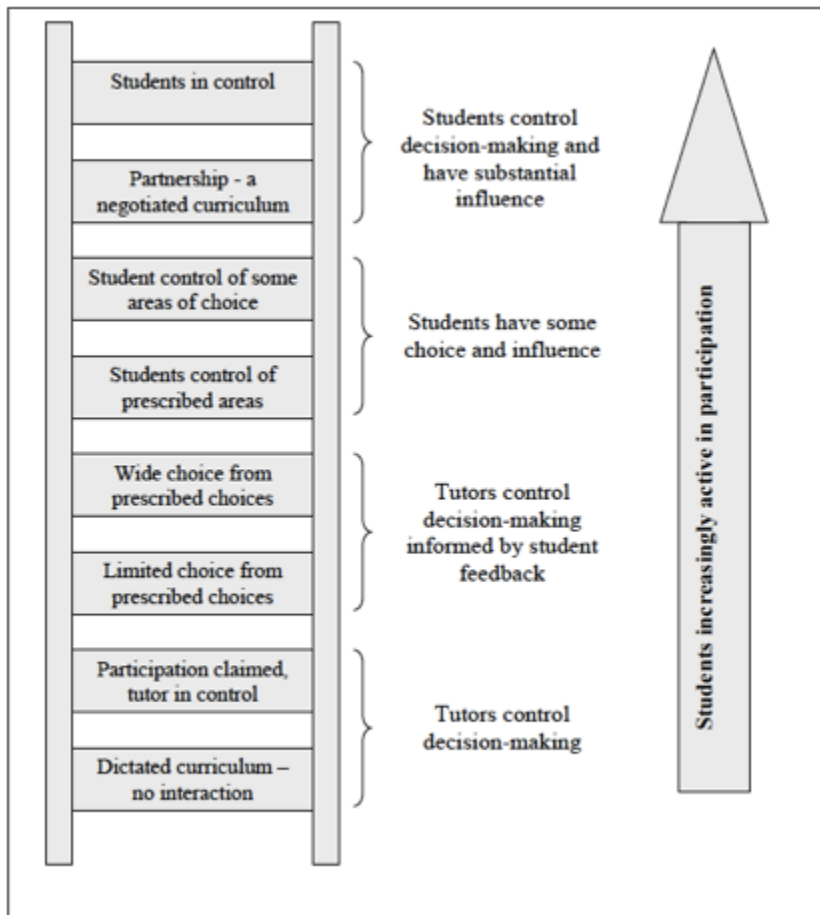 Students in control
Partnership - a
negotiated curriculum
Students control
decision-making and
have substantial
influence
Student control of some
areas of choice
Students control of
prescribed areas
Students have some
choice and influence
Wide choice from
prescribed choices
Limited choice from
prescribed choices
Tutors control
decision-making
informed by student
feedback
Participation claimed,
tutor in control
Dictated curriculum –
no interaction
Tutors control
decision-making
Students increasingly active in participation